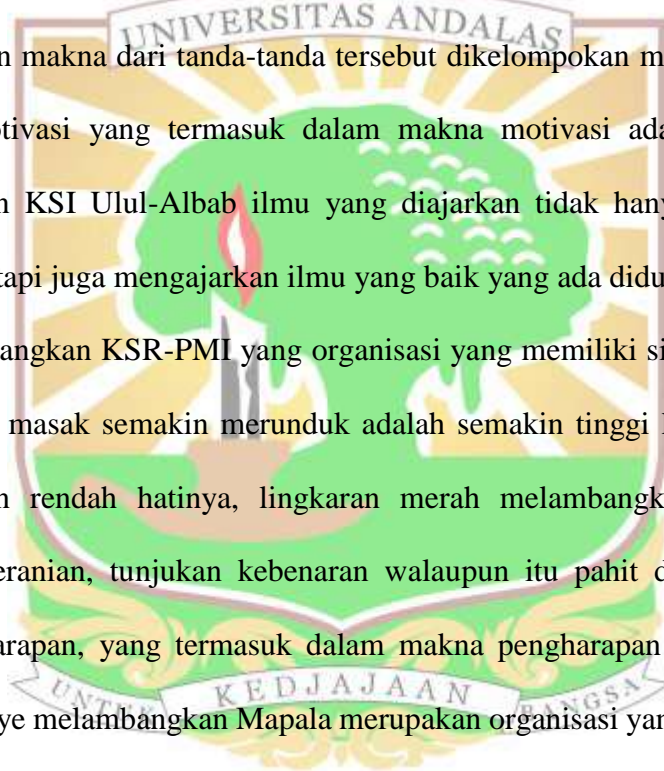 UNIVERSITAS ANDALAS
n makna dari tanda-tanda tersebut dikelompokan m
otivasi yang termasuk dalam makna motivasi ada
n KSI Ulul-Albab ilmu yang diajarkan tidak hany
tapi juga mengajarkan ilmu yang baik yang ada didu
bangkan KSR-PMI yang organisasi yang memiliki si
masak semakin merunduk adalah semakin tinggi
n rendah hatinya, lingkaran merah melambangk
eranian, tunjukan kebenaran walaupun itu pahit d
arapan, yang termasuk dalam makna pengharapan
UNTUK KEDJAJAAN BANGSA
ye melambangkan Mapala merupakan organisasi yan